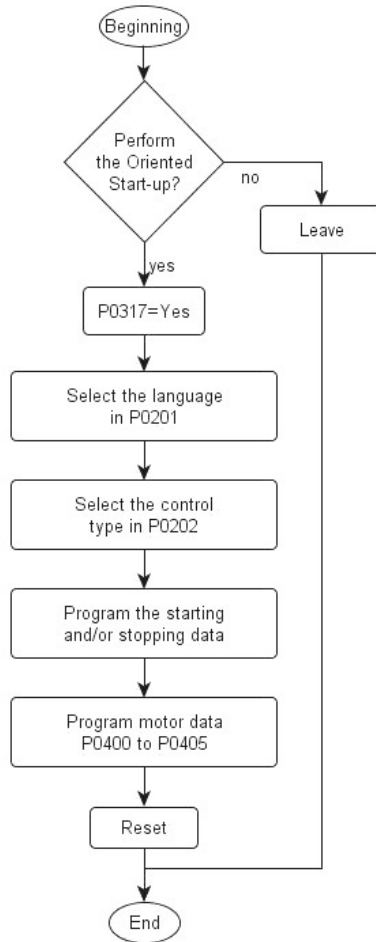 Beginning
Perform
the Oriented
Start-up?
no
Leave
yes
P0317=Yes
Select the language
in P0201
Select the control
type in P0202
Program the starting
and/or stopping data
Program motor data
P0400 to P0405
Reset
End